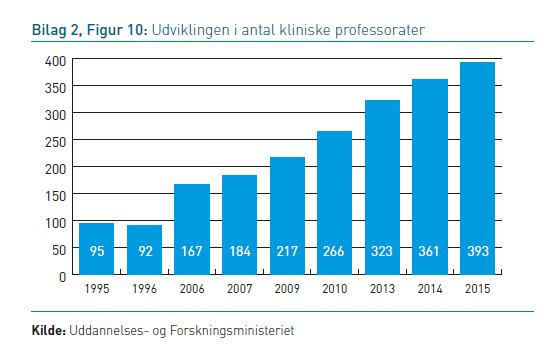 Bilag 2, Figur 10: Udviklingen i antal kliniske professorater
400
350
300
250
200
150
100
50
0
95 92 167 184 217 266 323 361 393
1995 1996 2006 2007 2009 2010 2013 2014 2015
Kilde: Uddannelses- og Forskningsministeriet